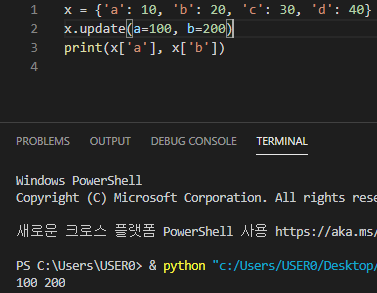 1 x = {'a': 10, 'b': 20, 'c': 30, 'd': 40}
2 x.update(a=100, b=200)
3 print(x['a'], x['b'])
4
PROBLEMS OUTPUT DEBUG CONSOLE TERMINAL
Windows PowerShell
Copyright (C) Microsoft Corporation. All rights rese
새로운 크로스 플랫폼 PowerShell 사용 https://aka.ms/
PS C:\Users\USER0> & python "c:/Users/USER0/Desktop/
100 200